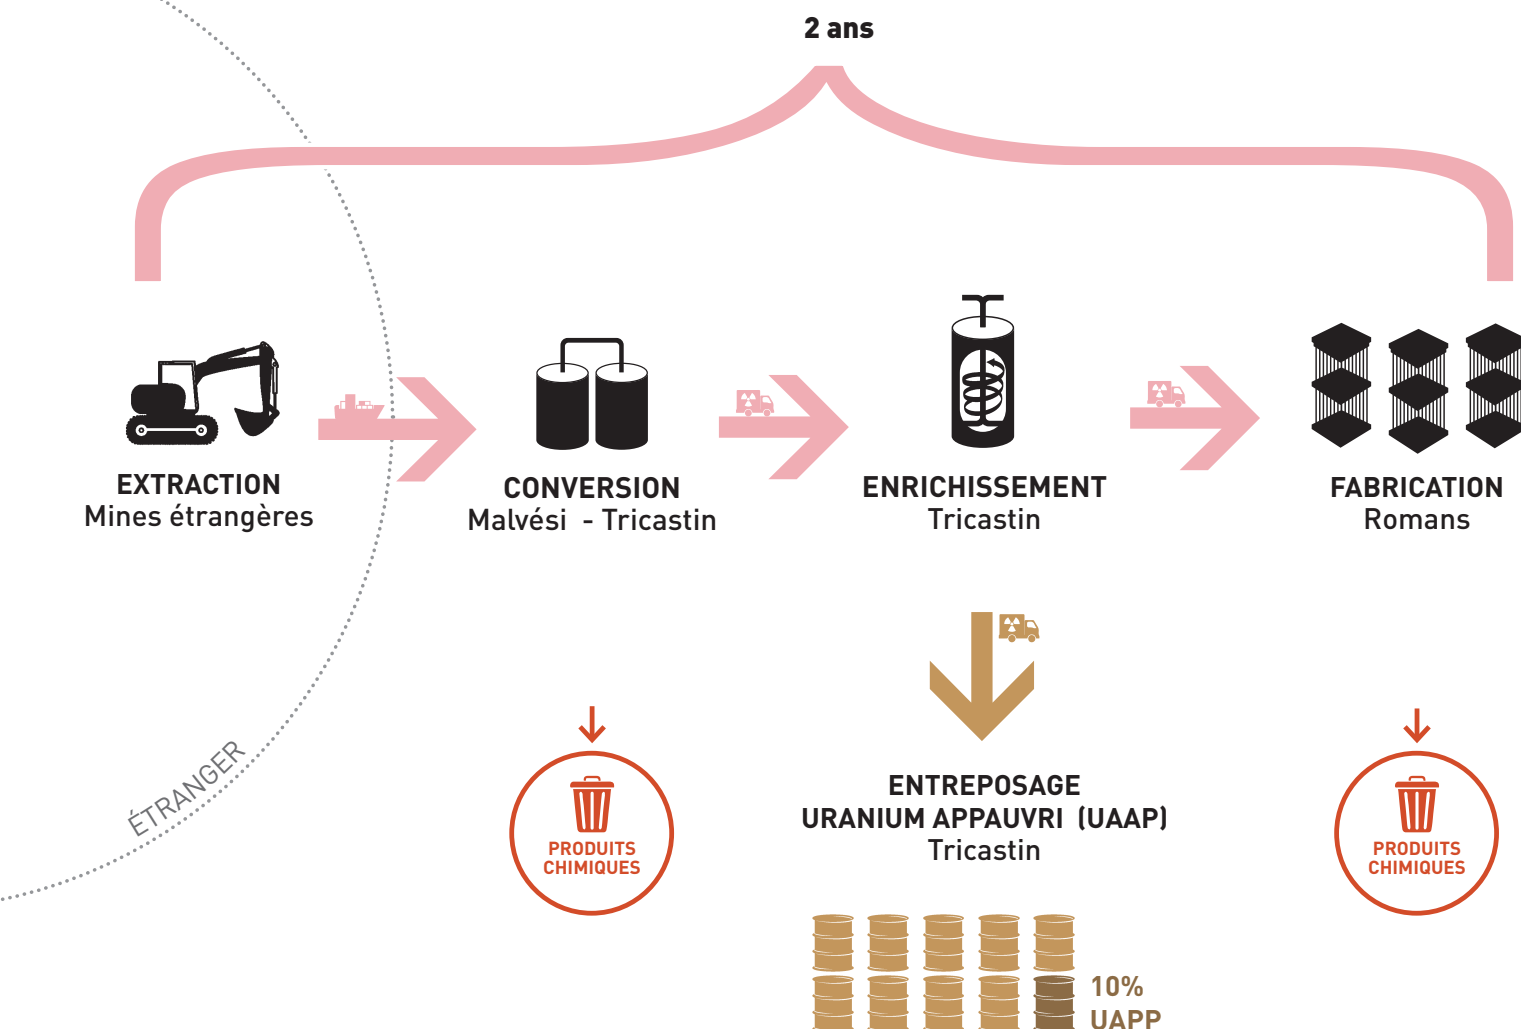 2 ans
EXTRACTION
Mines étrangères
CONVERSION
Malvési - Tricastin
ENRICHISSEMENT
Tricastin
FABRICATION
Romans
ÉTRANGER
PRODUITS
CHIMIQUES
ENTREPOSAGE
URANIUM APPAUVRI (UAAP)
Tricastin
PRODUITS
CHIMIQUES
10%
UAPP